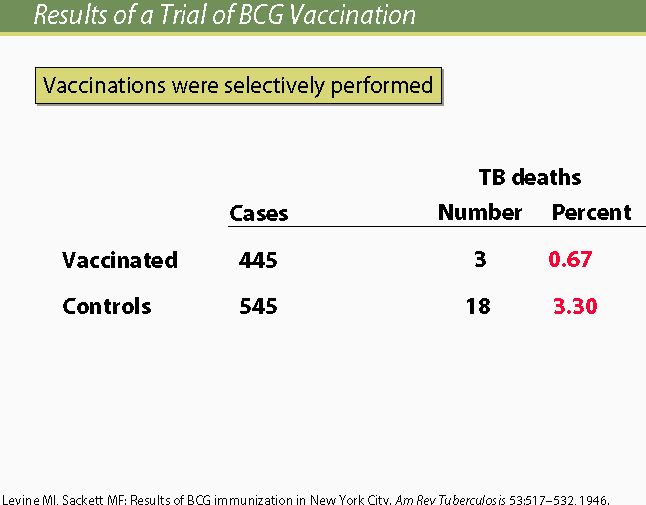 Results of a Trial of BCG Vaccination
Vaccinations were selectively performed
TB deaths
Cases Number Percent
Vaccinated 445 3 0.67
Controls 545 18 3.30
Levine MI, Sackett MF: Results of BCG immunization in New York City. Am Rev Tuberculosis 53:517–532, 1946.